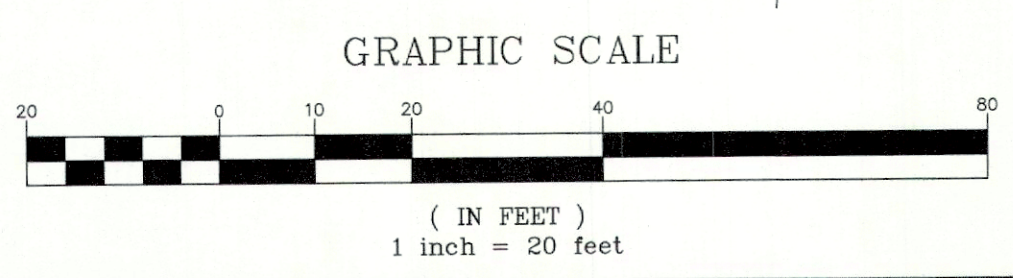 GRAPHIC SCALE
20 0 10 20 40 80
( IN FEET )
1 inch = 20 feet